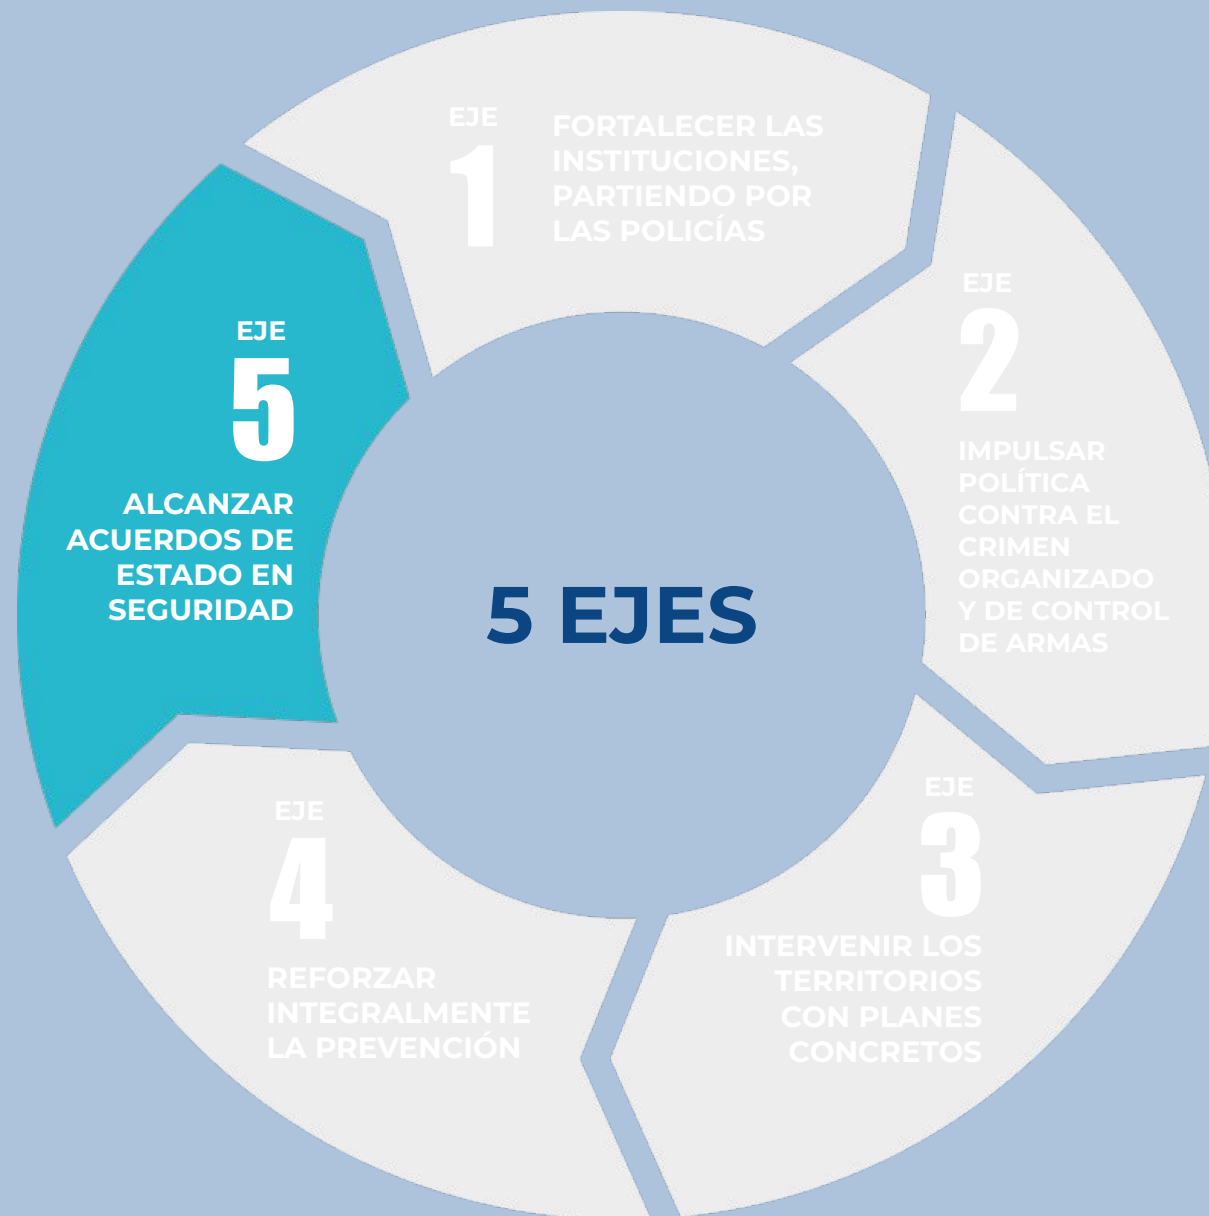 EJE
1
FORTALECER LAS
INSTITUCIONES,
PARTIENDO POR
LAS POLICÍAS
EJE
2
IMPULSAR
POLÍTICA
CONTRA EL
CRIMEN
ORGANIZADO
Y DE CONTROL
DE ARMAS
EJE
3
INTERVENIR LOS
TERRITORIOS
CON PLANES
CONCRETOS
EJE
4
REFORZAR
INTEGRALMENTE
LA PREVENCIÓN
EJE
5
ALCANZAR
ACUERDOS DE
ESTADO EN
SEGURIDAD
5 EJES